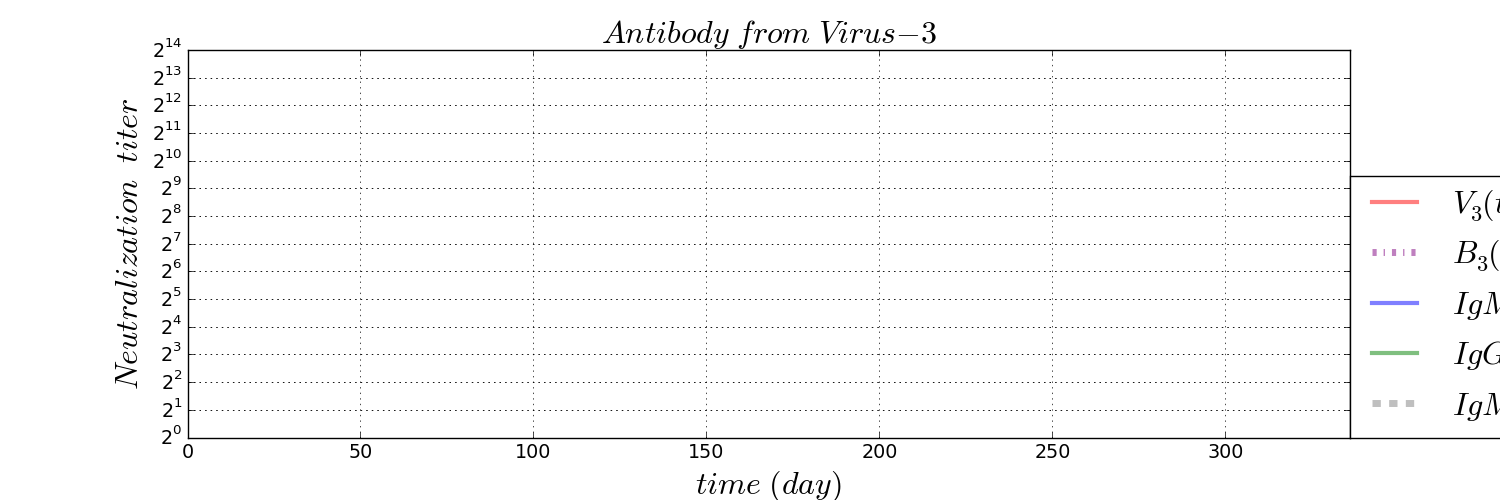 Antibody from Virus−3
2^14
2^13
2^12
2^11
2^10
2^9
2^8
2^7
2^6
2^5
2^4
2^3
2^2
2^1
2^0
Neutralization titer
0 50 100 150 200 250 300
time (day)
V_3(
B_3(
Ig
IgG
Ig